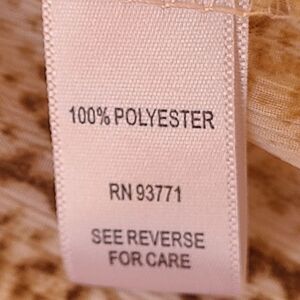 100% POLYESTER
RN 93771
SEE REVERSE
FOR CARE